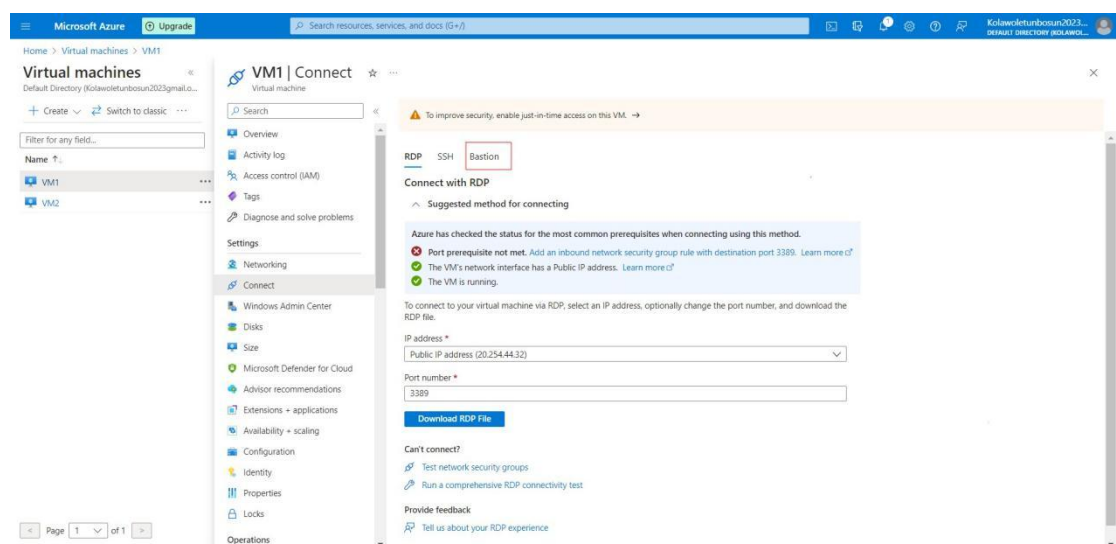 Microsoft Azure
Upgrade
Search resources, services, and docs (G+/)
1
Kolawoletunbosun2023...
DEFAULT DIRECTORY (KOLAWOL...
Home > Virtual machines > VM1
Virtual machines
Default Directory (Kolawoletunbosun2023gmail.o...
+ Create Switch to classic ...
Filter for any field...
Name ↑
VM1 ...
VM2 ...
< Page 1 of 1 >
VM1 | Connect ...
Virtual machine
Search
Overview
Activity log
Access control (IAM)
Tags
Diagnose and solve problems
Settings
Networking
Connect
Windows Admin Center
Disks
Size
Microsoft Defender for Cloud
Advisor recommendations
Extensions + applications
Availability + scaling
Configuration
Identity
Properties
Locks
Operations
To improve security, enable just-in-time access on this VM. →
RDP SSH Bastion
Connect with RDP
Suggested method for connecting
Azure has checked the status for the most common prerequisites when connecting using this method.
Port prerequisite not met. Add an inbound network security group rule with destination port 3389. Learn more
The VM's network interface has a Public IP address. Learn more
The VM is running.
To connect to your virtual machine via RDP, select an IP address, optionally change the port number, and download the
RDP file.
IP address *
Public IP address (20.254.44.32)
Port number *
3389
Download RDP File
Can't connect?
Test network security groups
Run a comprehensive RDP connectivity test
Provide feedback
Tell us about your RDP experience